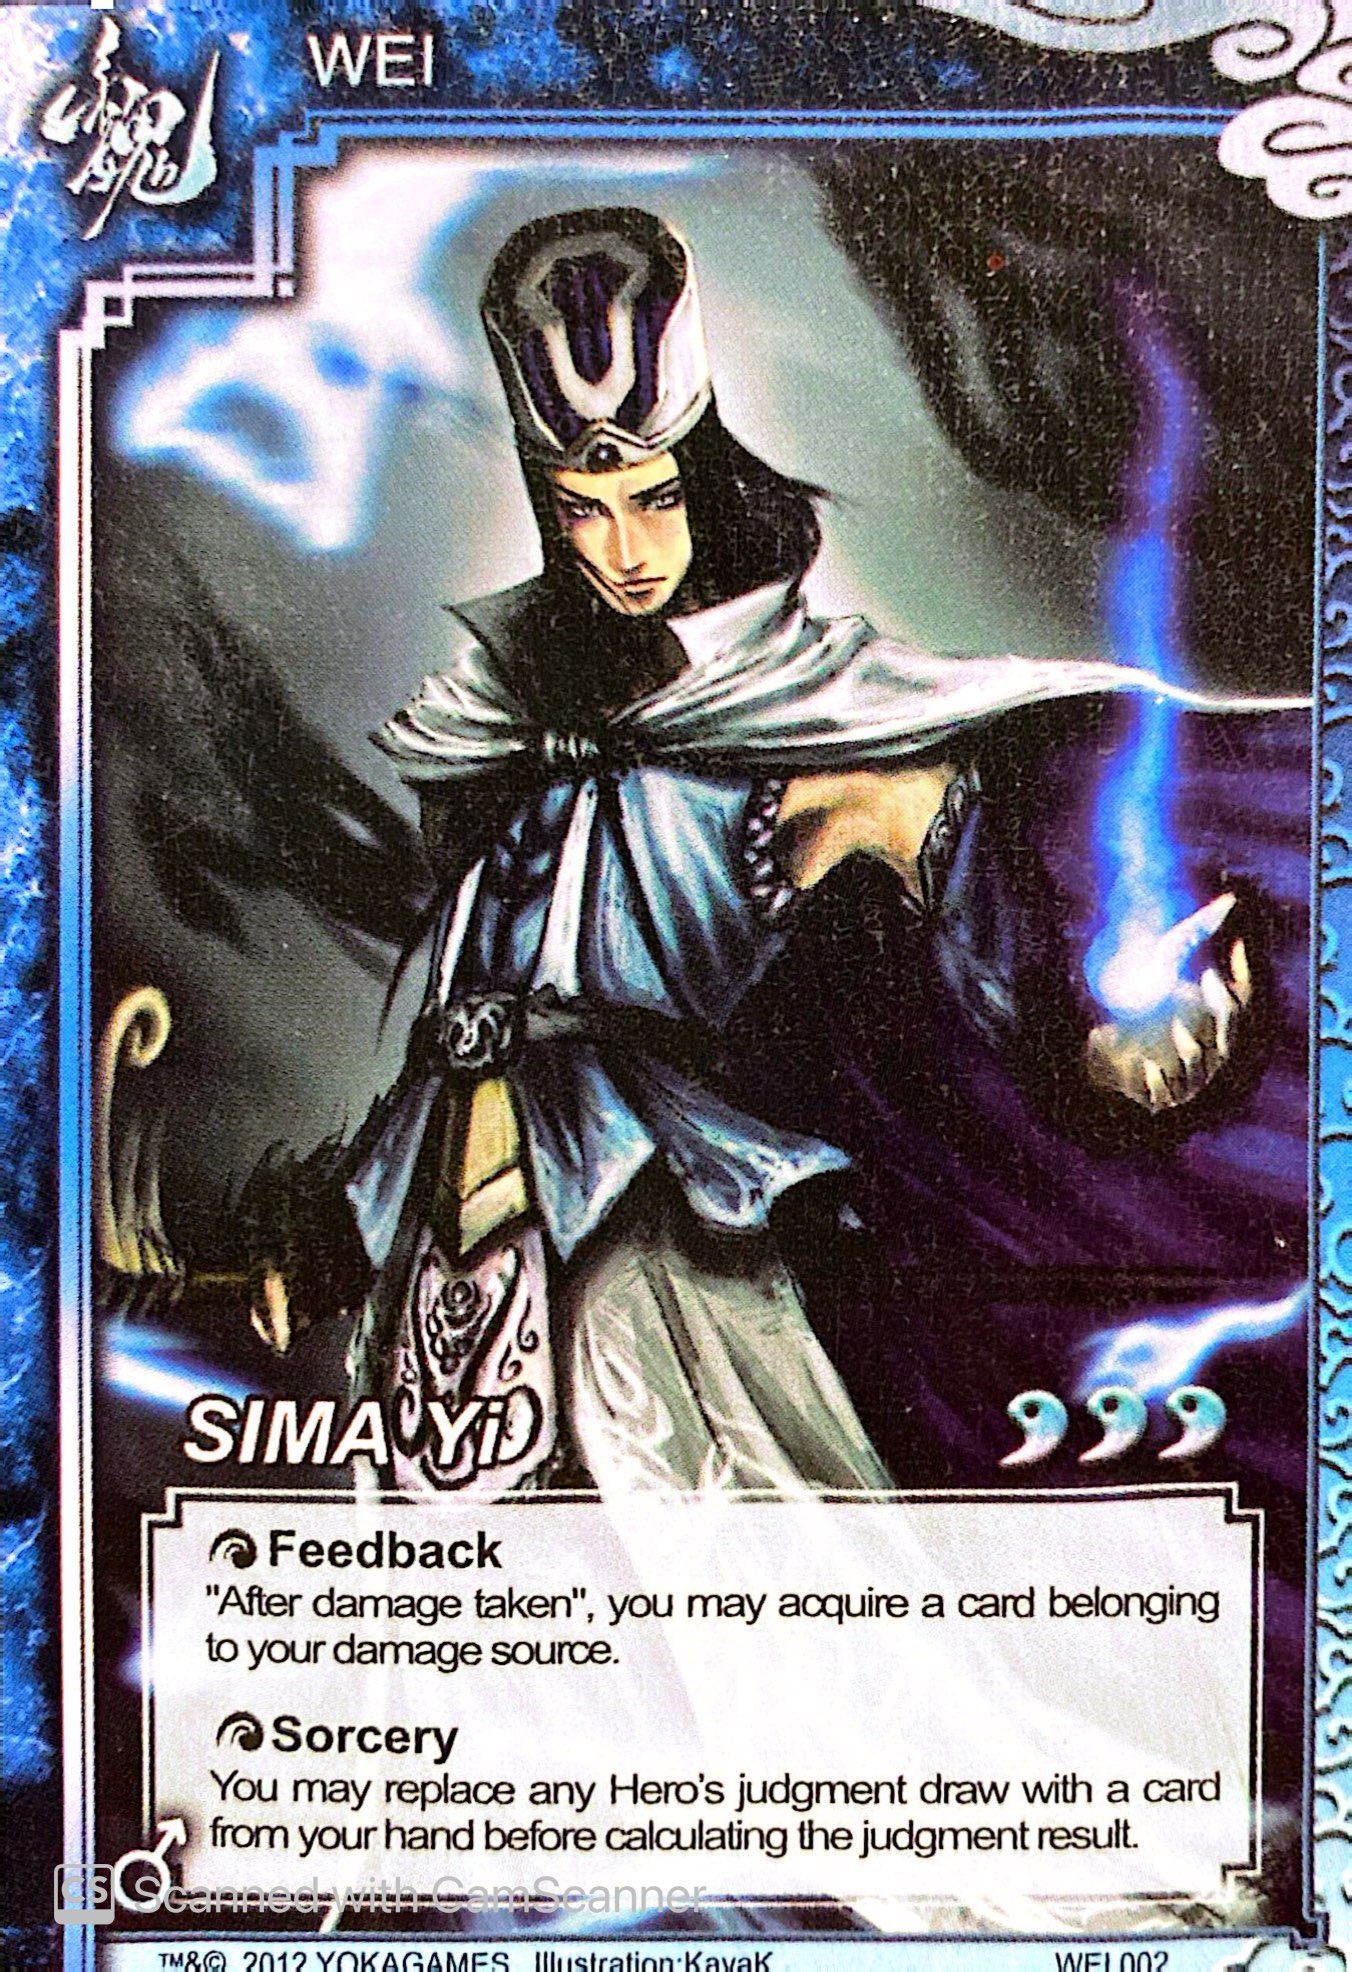 魏 WEI
SIMA Yi
Feedback
"After damage taken", you may acquire a card belonging
to your damage source.
Sorcery
You may replace any Hero's judgment draw with a card
from your hand before calculating the judgment result.
CS Scanned with CamScanner
™&© 2012 YOKAGAMES Illustration:KayaK WEI 002